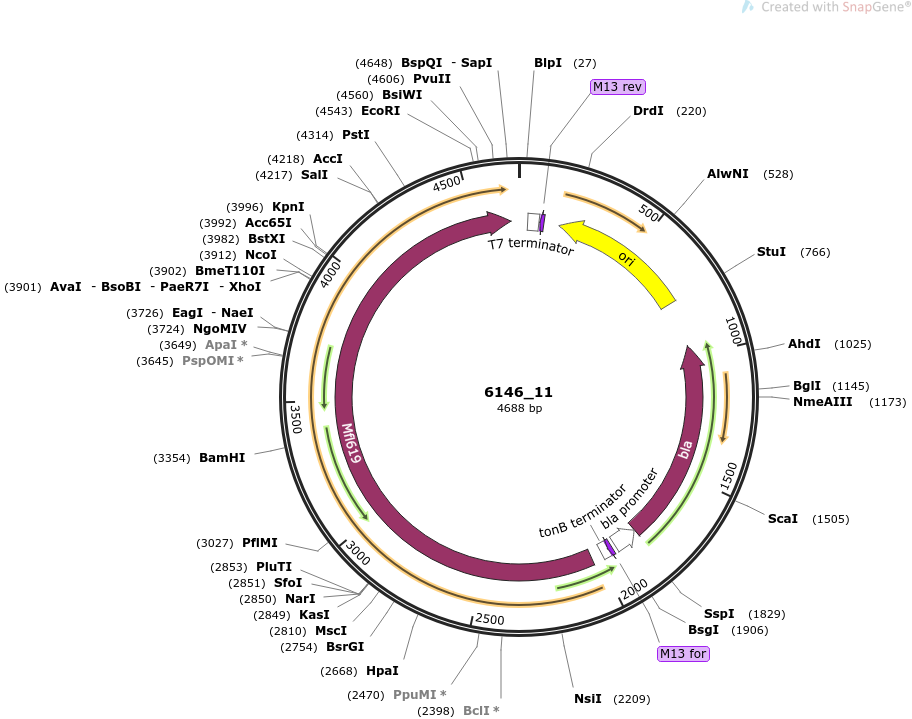 Created with SnapGene®
(4648) BspQI - SapI
(4606) PvuII
(4560) BsiWI
(4543) EcoRI
(4314) PstI
(4218) AccI
(4217) SalI
(3996) KpnI
(3992) Acc65I
(3982) BstXI
(3912) NcoI
(3902) BmeT110I
(3901) AvaI - BsoBI - PaeR7I - XhoI
(3726) EagI - NaeI
(3724) NgoMIV
(3649) ApaI *
(3645) PspOMI *
(3354) BamHI
(3027) PflMI
(2853) PluTI
(2851) SfoI
(2850) NarI
(2849) KasI
(2810) MscI
(2754) BsrGI
(2668) HpaI
(2470) PpuMI *
(2398) BclI *
BlpI (27)
M13 rev
DrdI (220)
AlwNI (528)
StuI (766)
AhdI (1025)
BglI (1145)
NmeAIII (1173)
ScaI (1505)
SspI (1829)
BsgI (1906)
M13 for
NsiI (2209)
500
1000
1500
2000
2500
3000
3500
4000
4500
T7 terminator
ori
bla
bla promoter
tonB terminator
Mfl619
6146_11
4688 bp